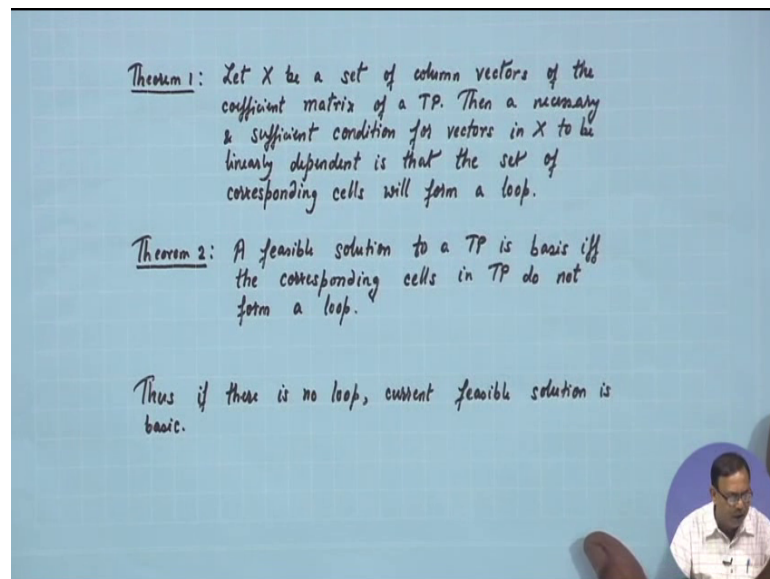 Theorem 1: Let X be a set of column vectors of the
coefficient matrix of a TP. Then a necessary
& sufficient condition for vectors in X to be
linearly dependent is that the set of
corresponding cells will form a loop.
Theorem 2: A feasible solution to a TP is basis iff
the corresponding cells in TP do not
form a loop.
Thus if there is no loop, current feasible solution is
basic.